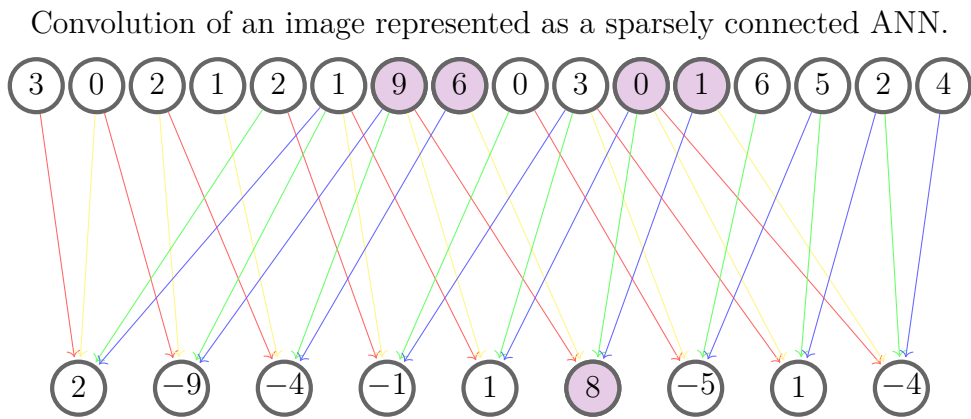 Convolution of an image represented as a sparsely connected ANN.
3 0 2 1 2 1 9 6 0 3 0 1 6 5 2 4
2 −9 −4 −1 1 8 −5 1 −4